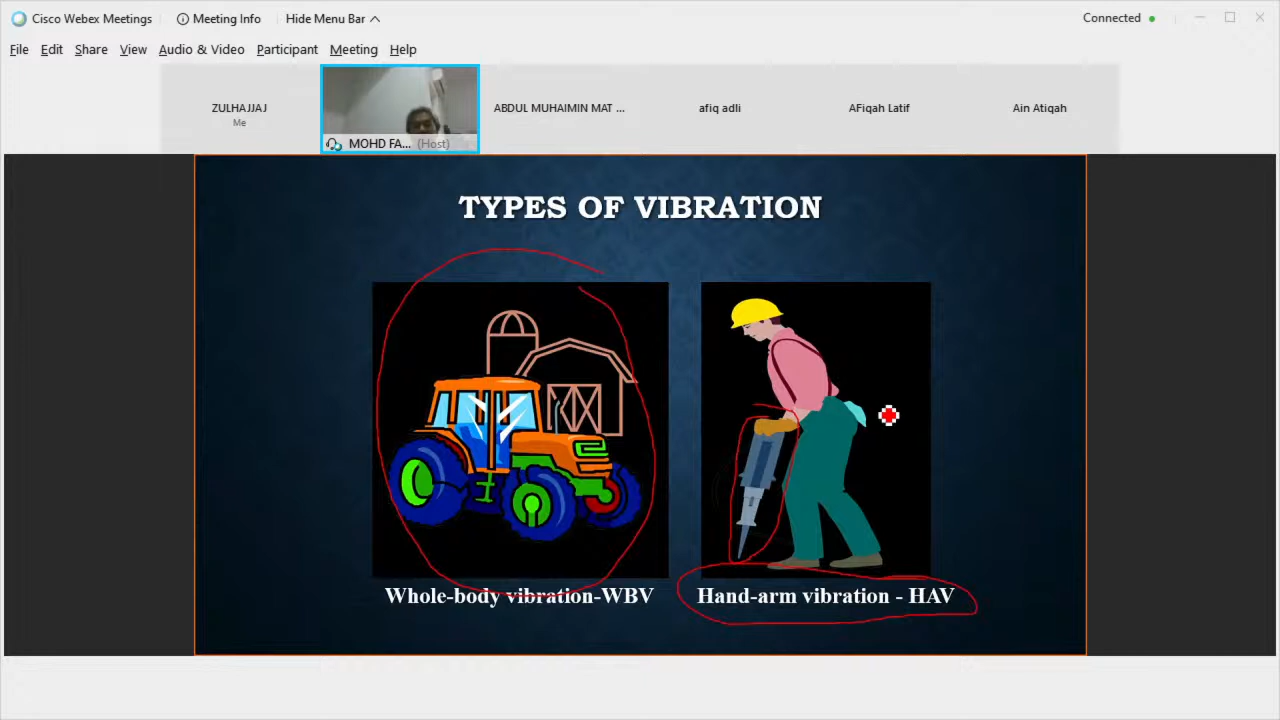 Cisco Webex Meetings
Meeting Info
Hide Menu Bar
Connected
File Edit Share View Audio & Video Participant Meeting Help
ZULHAJJAJ
Me
MOHD FA... (Host)
ABDUL MUHAIMIN MAT ...
afiq adli
AFiqah Latif
Ain Atiqah
TYPES OF VIBRATION
Whole-body vibration-WBV
Hand-arm vibration - HAV